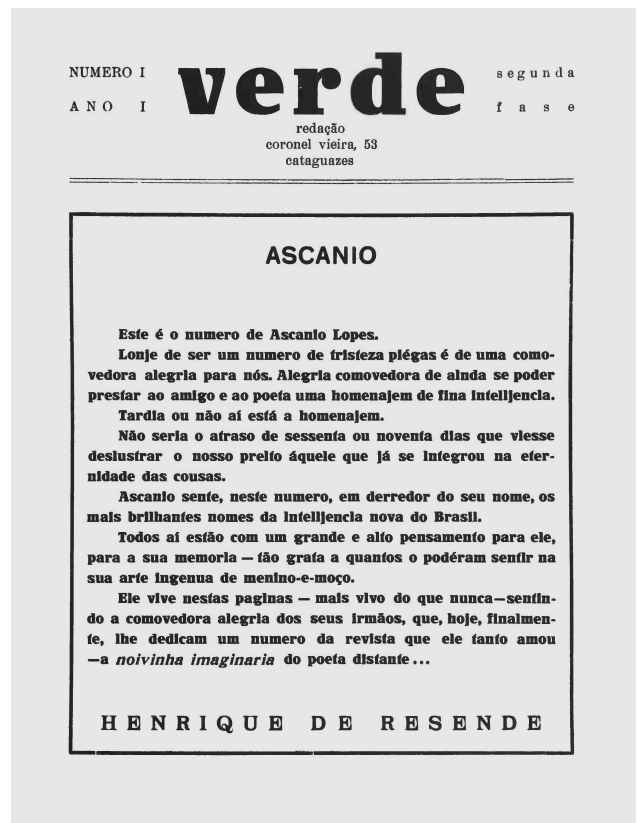 NUMERO I
ANO I
verde
segunda
fase
redação
coronel vieira, 53
cataguazes
ASCANIO
Este é o numero de Ascanio Lopes.
Lonje de ser um numero de tristeza piégas é de uma como-
vedora alegria para nós. Alegria comovedora de ainda se poder
prestar ao amigo e ao poeta uma homenajem de fina intelijencia.
Tardia ou não aí está a homenajem.
Não seria o atraso de sessenta ou noventa dias que viesse
deslustrar o nosso preito áquele que já se integrou na eter-
nidade das cousas.
Ascanio sente, neste numero, em derredor do seu nome, os
mais brilhantes nomes da intelijencia nova do Brasil.
Todos aí estão com um grande e alto pensamento para ele,
para a sua memoria — tão grata a quantos o podéram sentir na
sua arte ingenua de menino-e-moço.
Ele vive nestas paginas — mais vivo do que nunca—sentin-
do a comovedora alegria dos seus irmãos, que, hoje, finalmen-
te, lhe dedicam um numero da revista que ele tanto amou
—a noivinha imaginaria do poeta distante...
HENRIQUE DE RESENDE